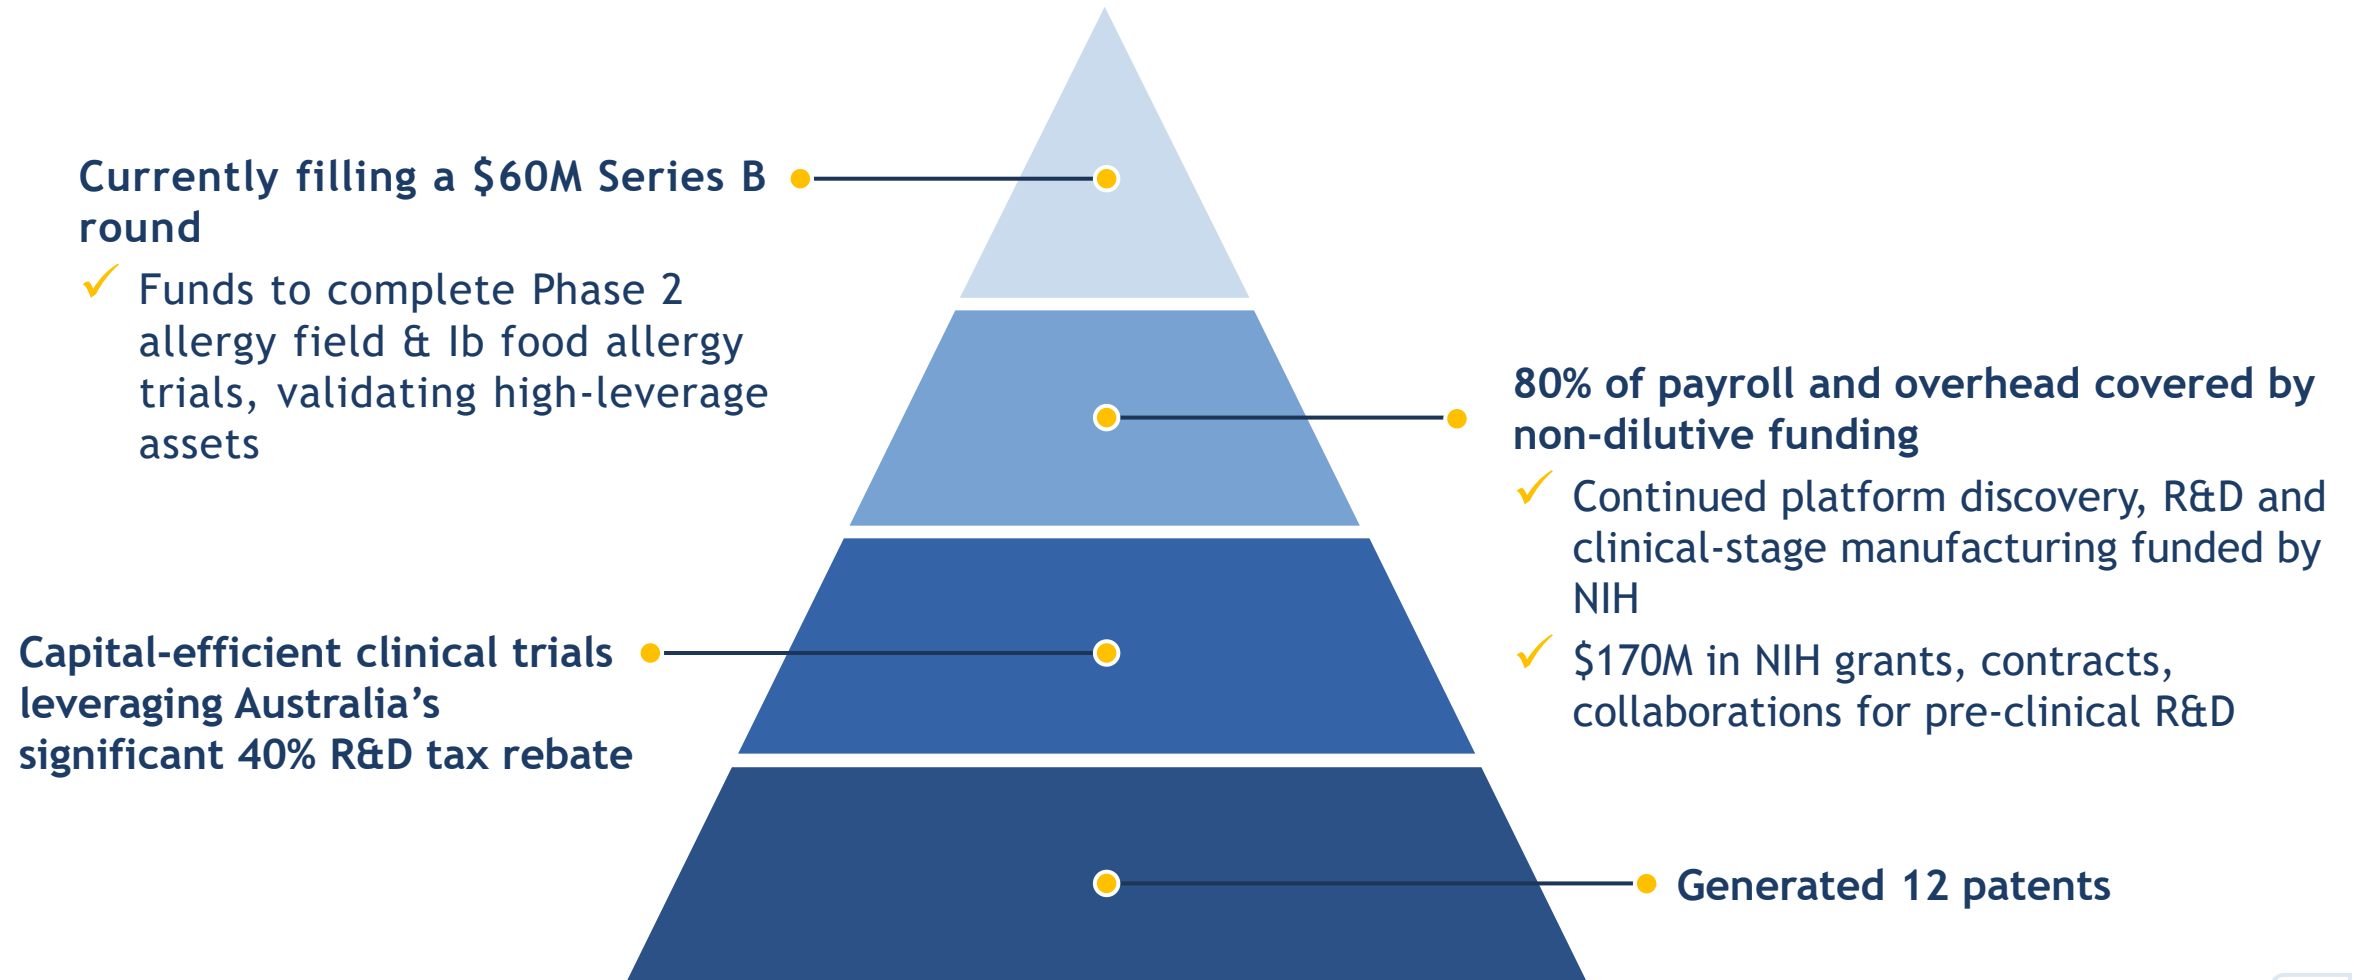 Currently filling a $60M Series B
round
✓ Funds to complete Phase 2
allergy field & Ib food allergy
trials, validating high-leverage
assets
80% of payroll and overhead covered by
non-dilutive funding
✓ Continued platform discovery, R&D and
clinical-stage manufacturing funded by
NIH
✓ $170M in NIH grants, contracts,
collaborations for pre-clinical R&D
Capital-efficient clinical trials
leveraging Australia’s
significant 40% R&D tax rebate
Generated 12 patents